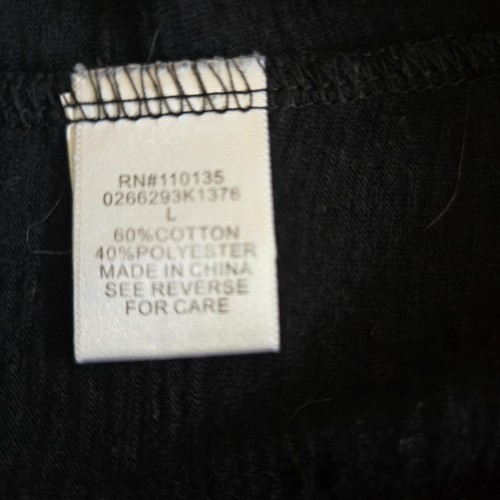 RN#110135
0266293K1376
L
60%COTTON
40%POLYESTER
MADE IN CHINA
SEE REVERSE
FOR CARE